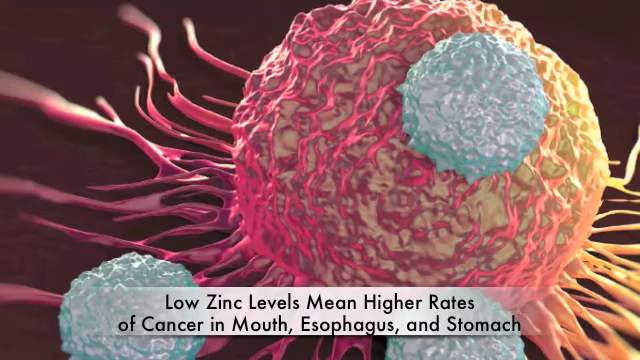 Low Zinc Levels Mean Higher Rates
of Cancer in Mouth, Esophagus, and Stomach